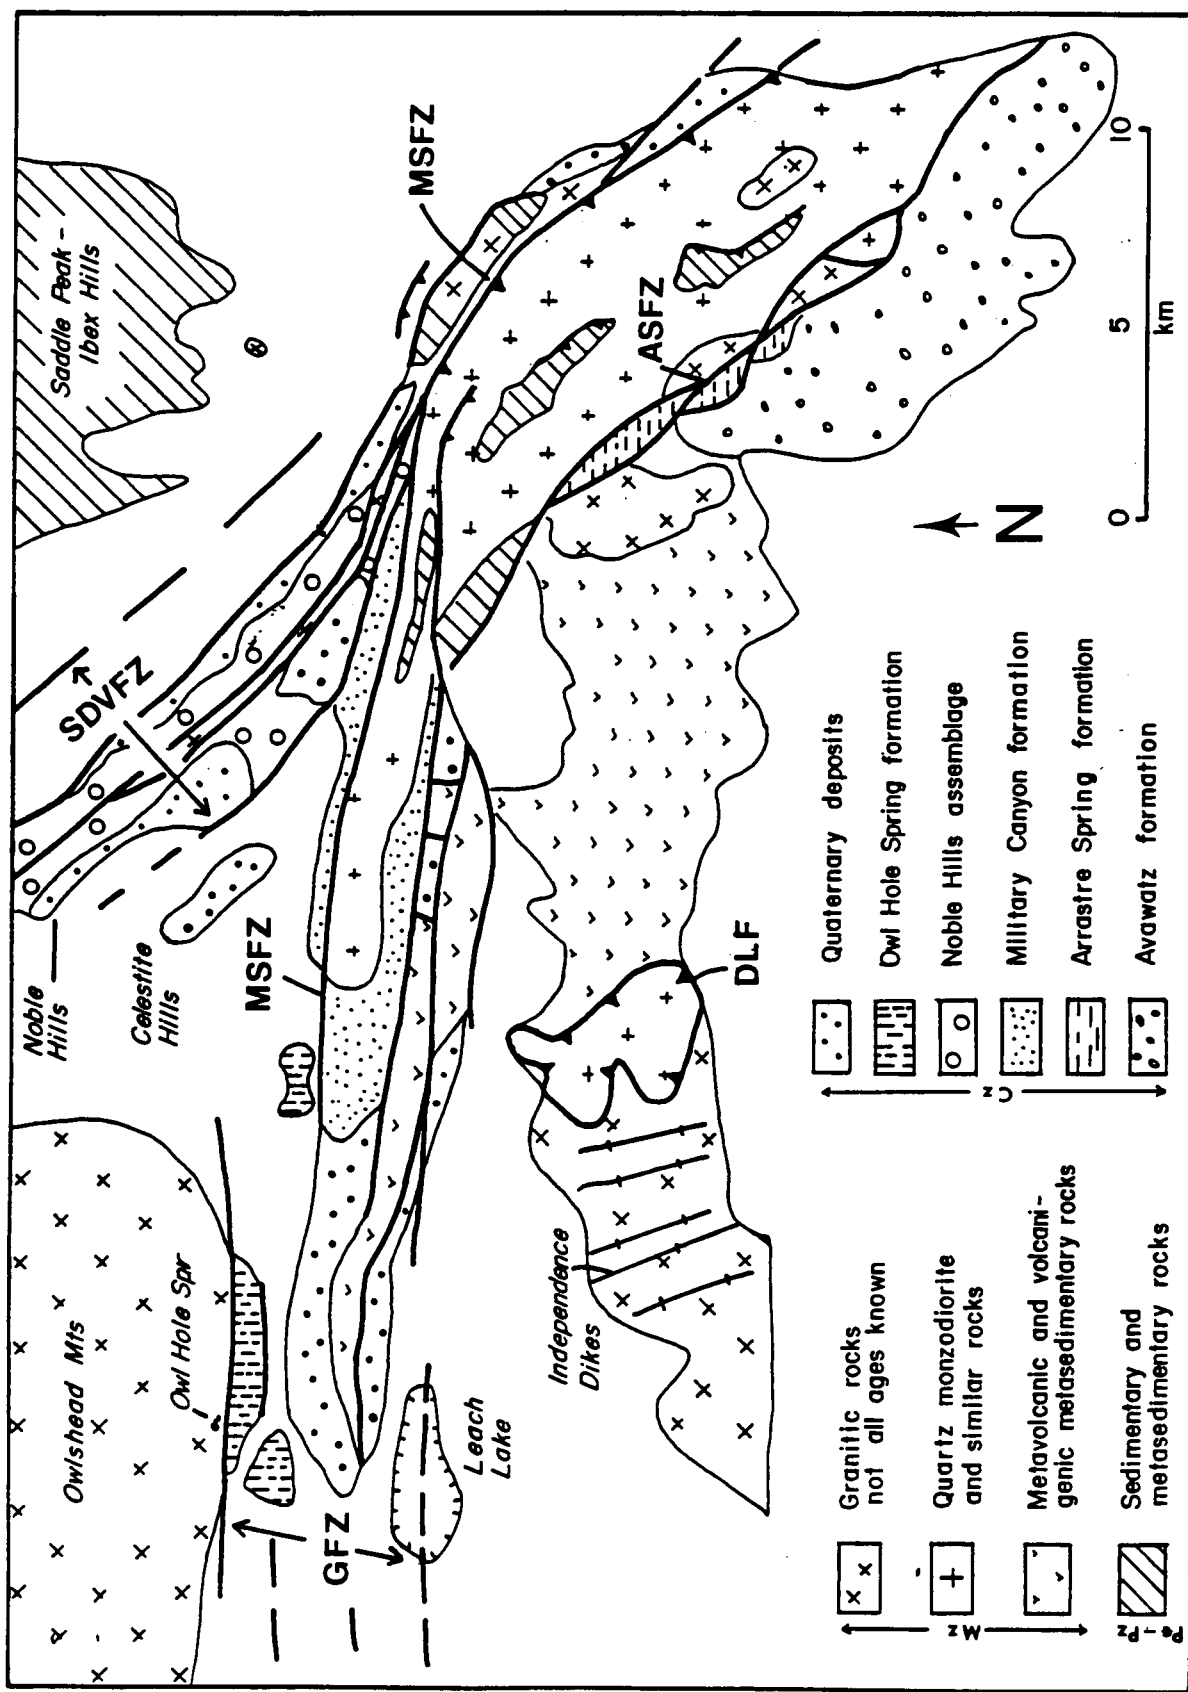 Saddle Peak –
Ibex Hills
SDVFZ
MSFZ
Noble
Hills
Celestite
Hills
Owlshead Mts
Owl Hole Spr
MSFZ
GFZ
Leach
Lake
ASFZ
DLF
Independence
Dikes
N
0
5
10
km
Granitic rocks
not all ages known
Quartz monzodiorite
and similar rocks
Metavolcanic and volcani-
genic metasedimentary rocks
Sedimentary and
metasedimentary rocks
Mz
Pe – Pz
Quaternary deposits
Owl Hole Spring formation
Noble Hills assemblage
Military Canyon formation
Arrastre Spring formation
Avawatz formation
Cz